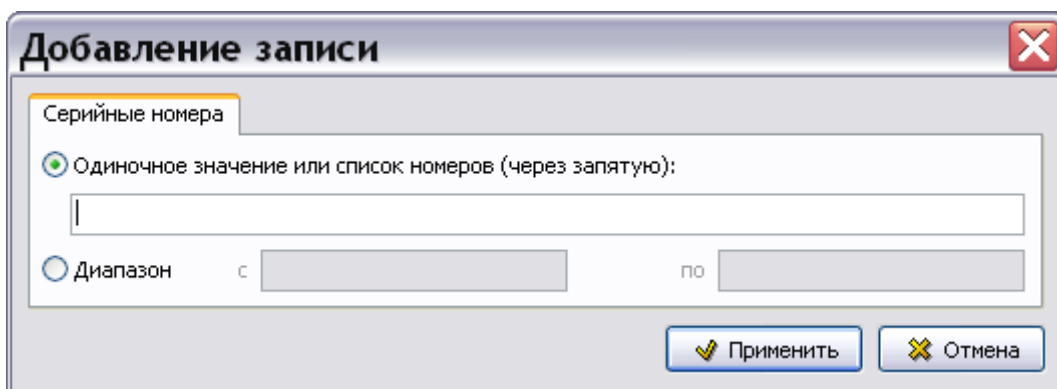 Добавление записи
Серийные номера
Одиночное значение или список номеров (через запятую):
Диапазон с по
Применить Отмена